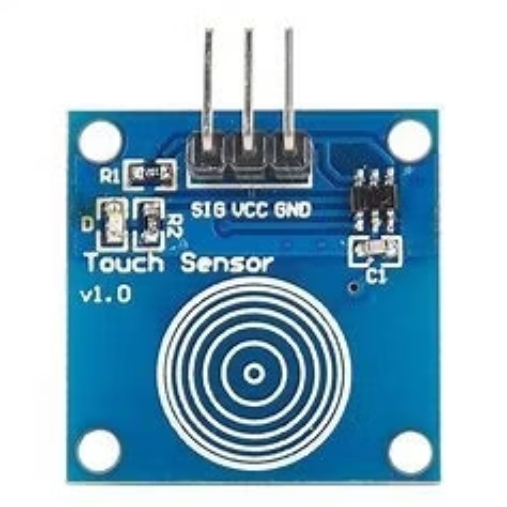 R1
SIG VCC GND
D
R2
Touch Sensor
C1
v1.0